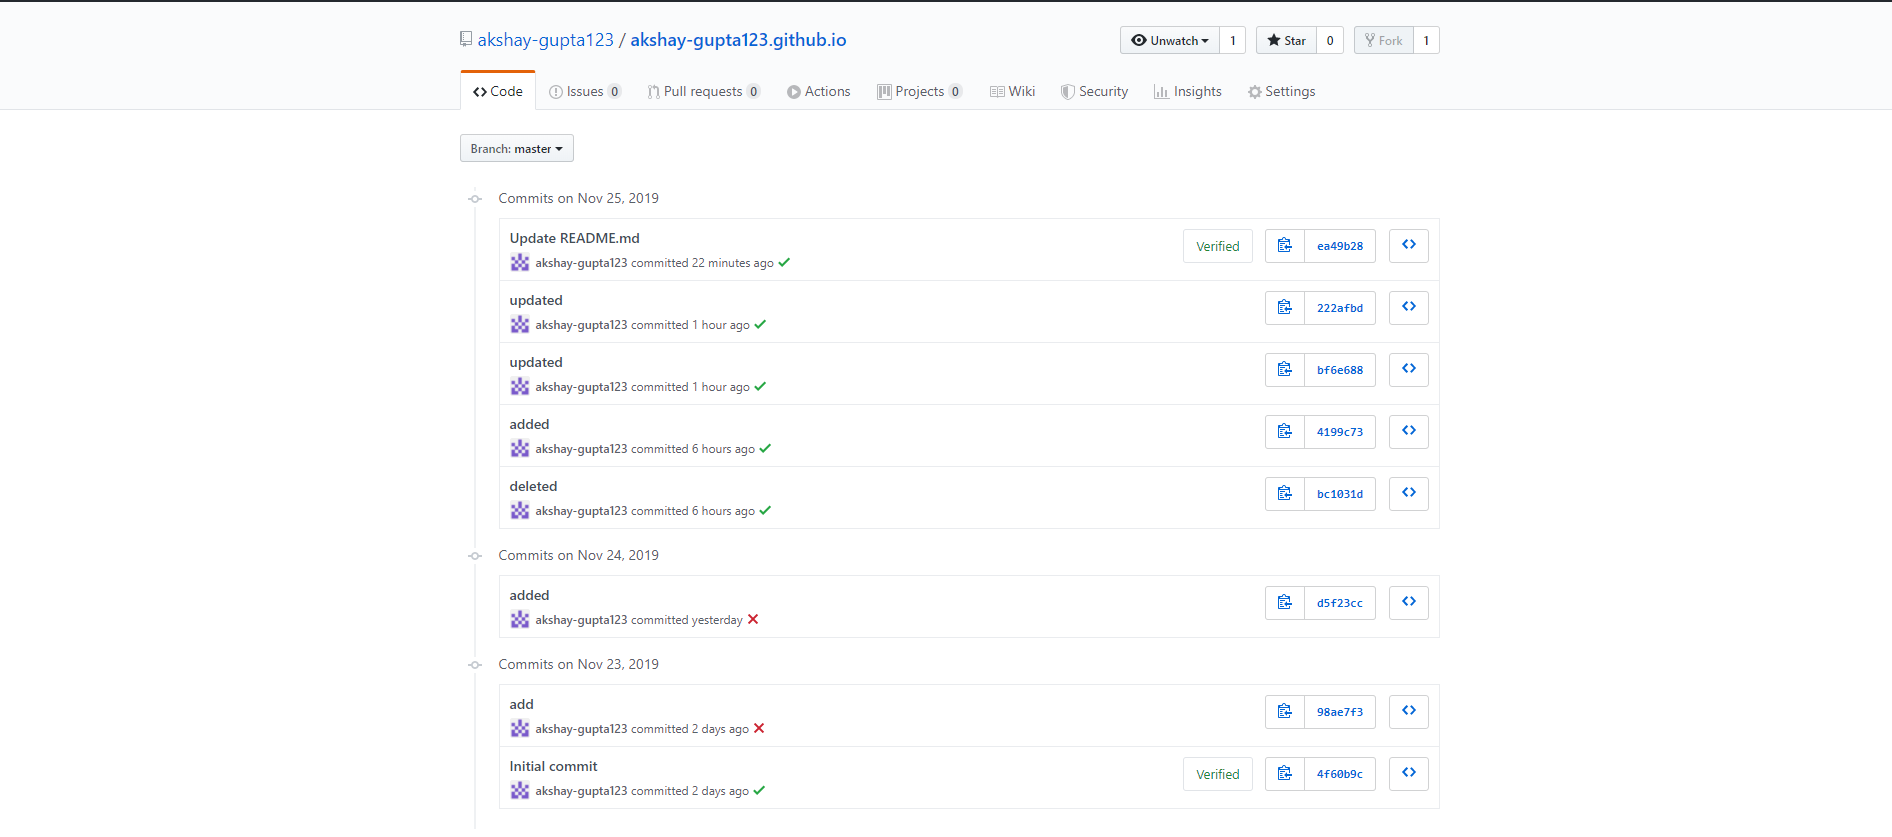 akshay-gupta123 / akshay-gupta123.github.io
Unwatch 1 Star 0 Fork 1
Code Issues 0 Pull requests 0 Actions Projects 0 Wiki Security Insights Settings
Branch: master
Commits on Nov 25, 2019
Update README.md
akshay-gupta123 committed 22 minutes ago
Verified ea49b28
updated
akshay-gupta123 committed 1 hour ago
222afbd
updated
akshay-gupta123 committed 1 hour ago
bf6e688
added
akshay-gupta123 committed 6 hours ago
4199c73
deleted
akshay-gupta123 committed 6 hours ago
bc1031d
Commits on Nov 24, 2019
added
akshay-gupta123 committed yesterday
d5f23cc
Commits on Nov 23, 2019
add
akshay-gupta123 committed 2 days ago
98ae7f3
Initial commit
akshay-gupta123 committed 2 days ago
Verified 4f60b9c